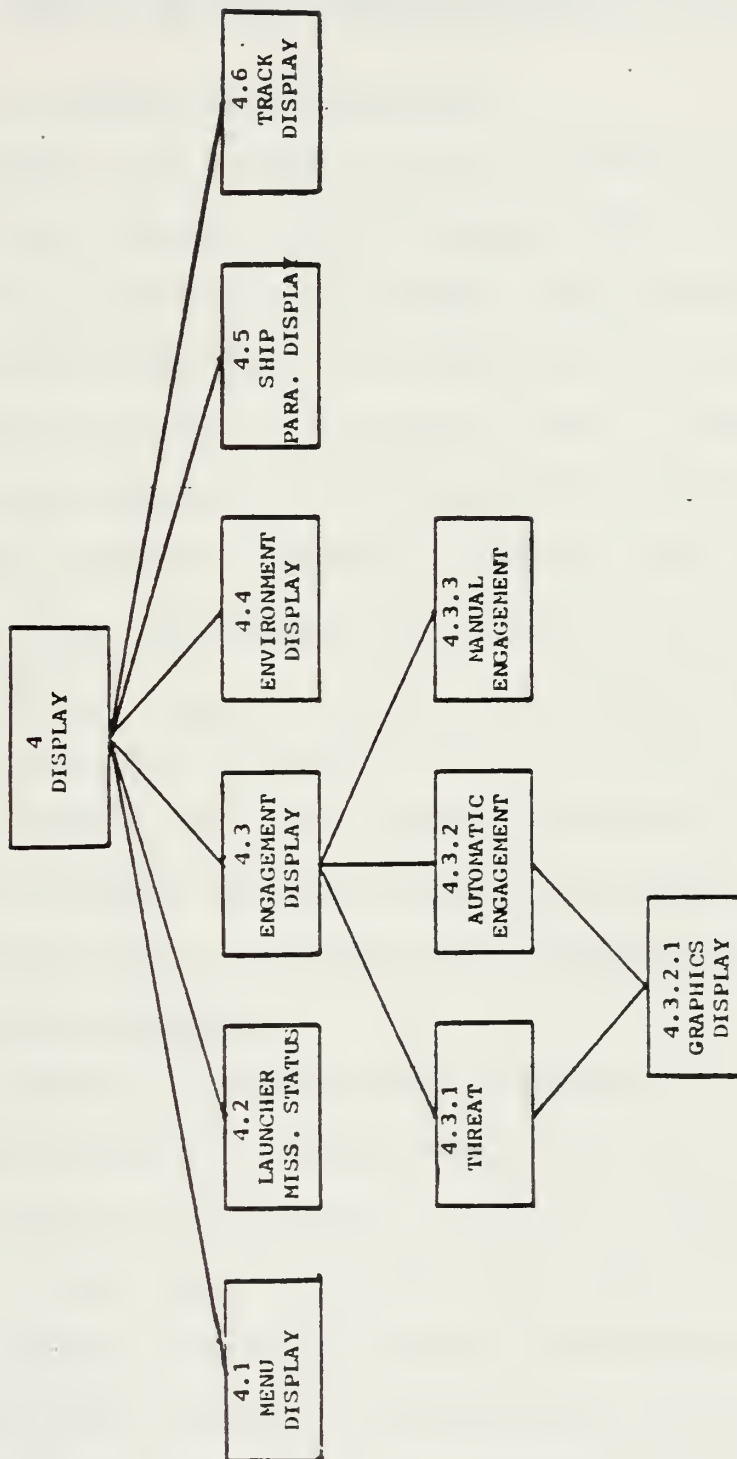 4
DISPLAY
4.1
MENU
DISPLAY
4.2
LAUNCHER
MISS. STATUS
4.3
ENGAGEMENT
DISPLAY
4.4
ENVIRONMENT
DISPLAY
4.5
SHIP
PARA. DISPLAY
4.6
TRACK
DISPLAY
4.3.1
THREAT
4.3.2
AUTOMATIC
ENGAGEMENT
4.3.3
MANUAL
ENGAGEMENT
4.3.2.1
GRAPHICS
DISPLAY